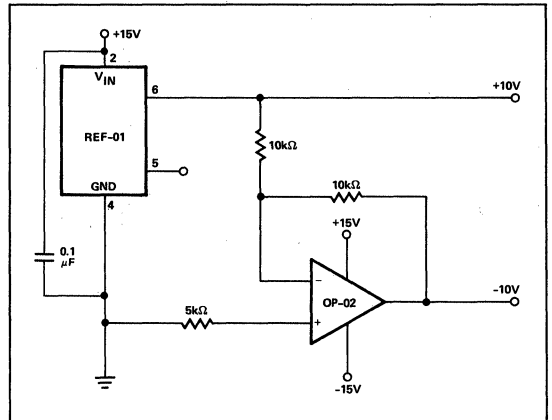 +15V
2
VIN
6
+10V
REF-01
10kΩ
5
10kΩ
GND
4
+15V
0.1
μF
−
OP-02
−10V
5kΩ
+
−15V